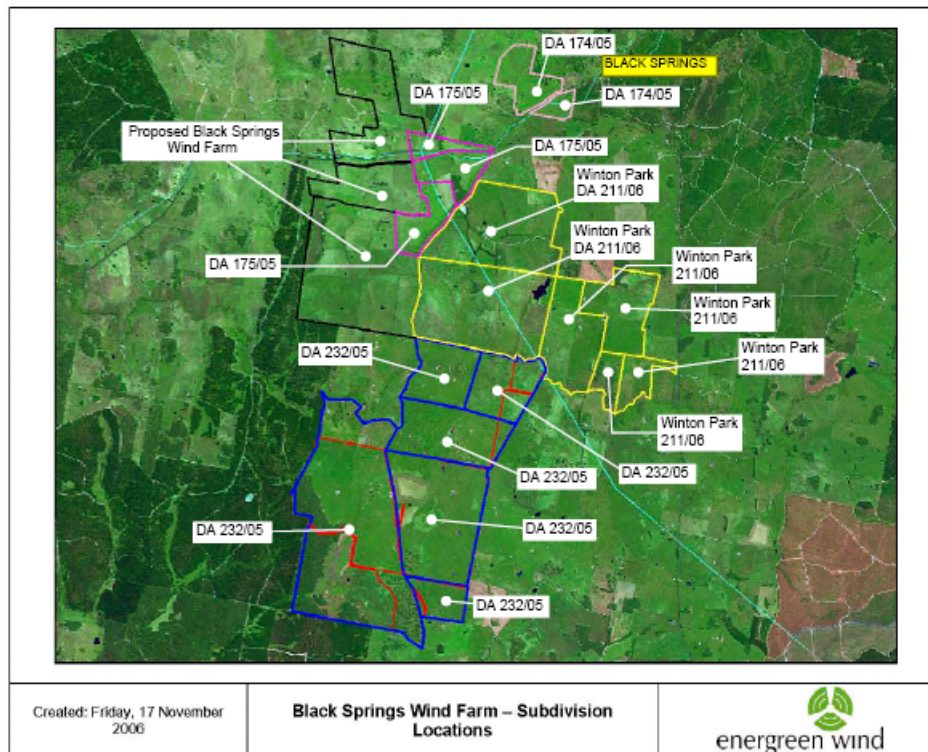 DA 174/05
BLACK SPRINGS
DA 175/05
DA 174/05
Proposed Black Springs
Wind Farm
DA 175/05
Winton Park
DA 211/06
Winton Park
DA 211/06
DA 175/05
Winton Park
211/06
Winton Park
211/06
DA 232/05
Winton Park
211/06
Winton Park
211/06
DA 232/05
DA 232/05
DA 232/05
DA 232/05
DA 232/05
Created: Friday, 17 November
2006
Black Springs Wind Farm – Subdivision
Locations
energreen wind